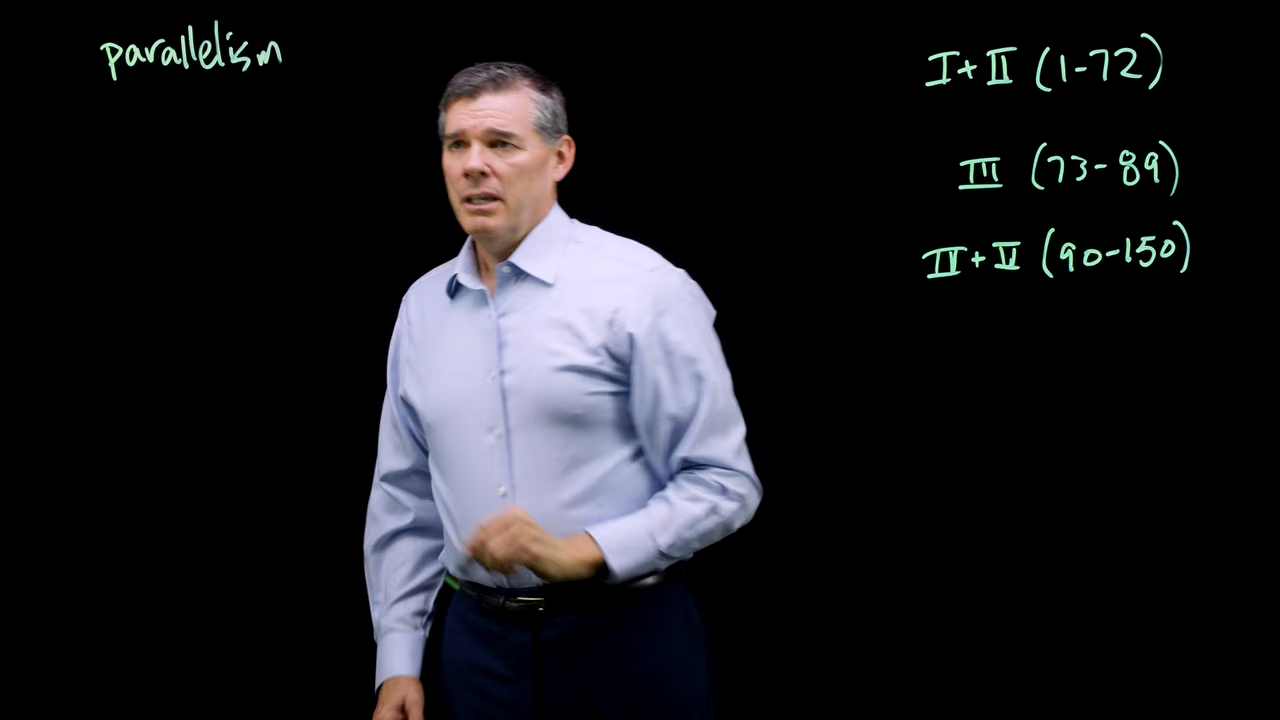 parallelism
I + II (1-72)
III (73-89)
IV + V (90-150)